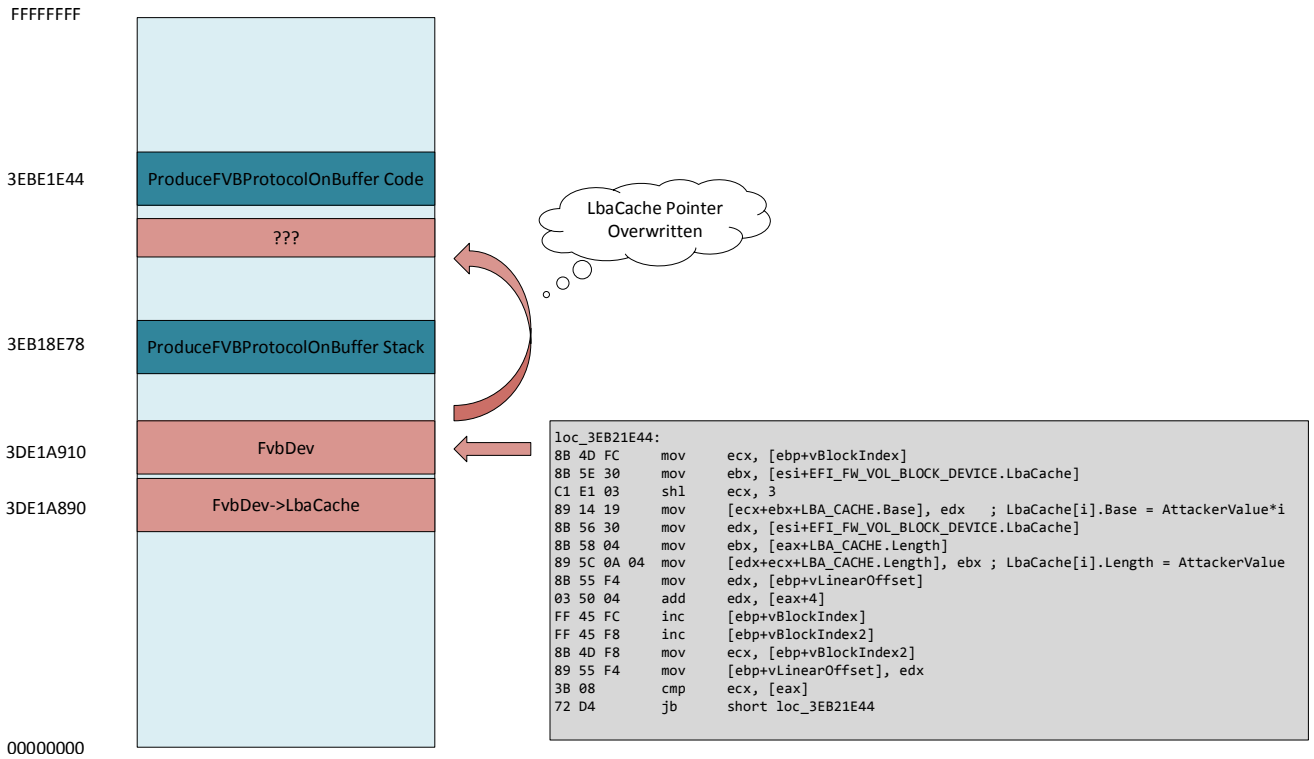 FFFFFFFF
3EBE1E44
ProduceFVBProtocolOnBuffer Code
???
LbaCache Pointer
Overwritten
3EB18E78
ProduceFVBProtocolOnBuffer Stack
3DE1A910
FvbDev
3DE1A890
FvbDev->LbaCache
00000000
loc_3EB21E44:
8B 4D FC mov ecx, [ebp+vBlockIndex]
8B 5E 30 mov ebx, [esi+EFI_FW_VOL_BLOCK_DEVICE.LbaCache]
C1 E1 03 shl ecx, 3
89 14 19 mov [ecx+ebx+LBA_CACHE.Base], edx ; LbaCache[i].Base = AttackerValue*i
8B 56 30 mov edx, [esi+EFI_FW_VOL_BLOCK_DEVICE.LbaCache]
8B 58 04 mov ebx, [eax+LBA_CACHE.Length]
89 5C 0A 04 mov [edx+ecx+LBA_CACHE.Length], ebx ; LbaCache[i].Length = AttackerValue
8B 55 F4 mov edx, [ebp+vLinearOffset]
03 50 04 add edx, [eax+4]
FF 45 FC inc [ebp+vBlockIndex]
FF 45 F8 inc [ebp+vBlockIndex2]
8B 4D F8 mov ecx, [ebp+vBlockIndex2]
89 55 F4 mov [ebp+vLinearOffset], edx
3B 08 cmp ecx, [eax]
72 D4 jb short loc_3EB21E44